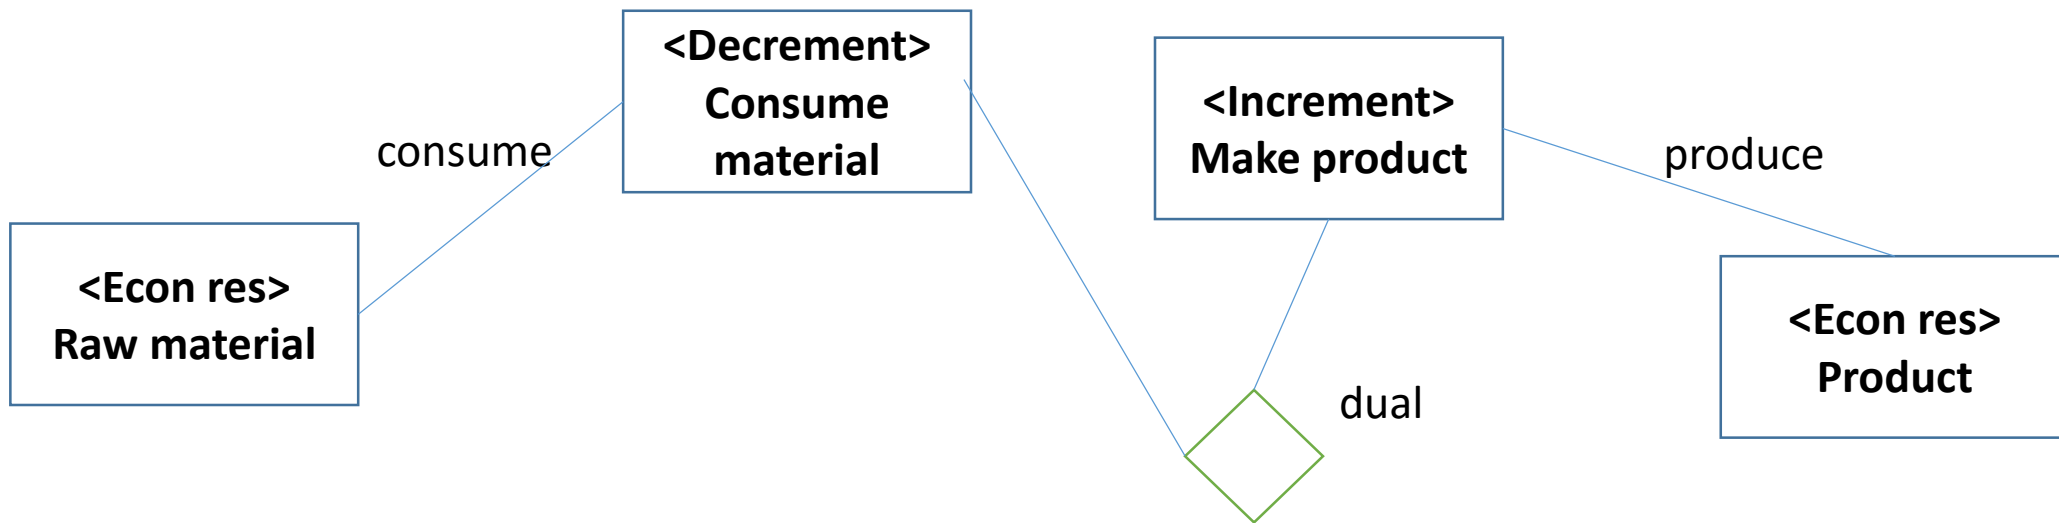 <Econ res>
Raw material
consume
<Decrement>
Consume
material
<Increment>
Make product
dual
produce
<Econ res>
Product